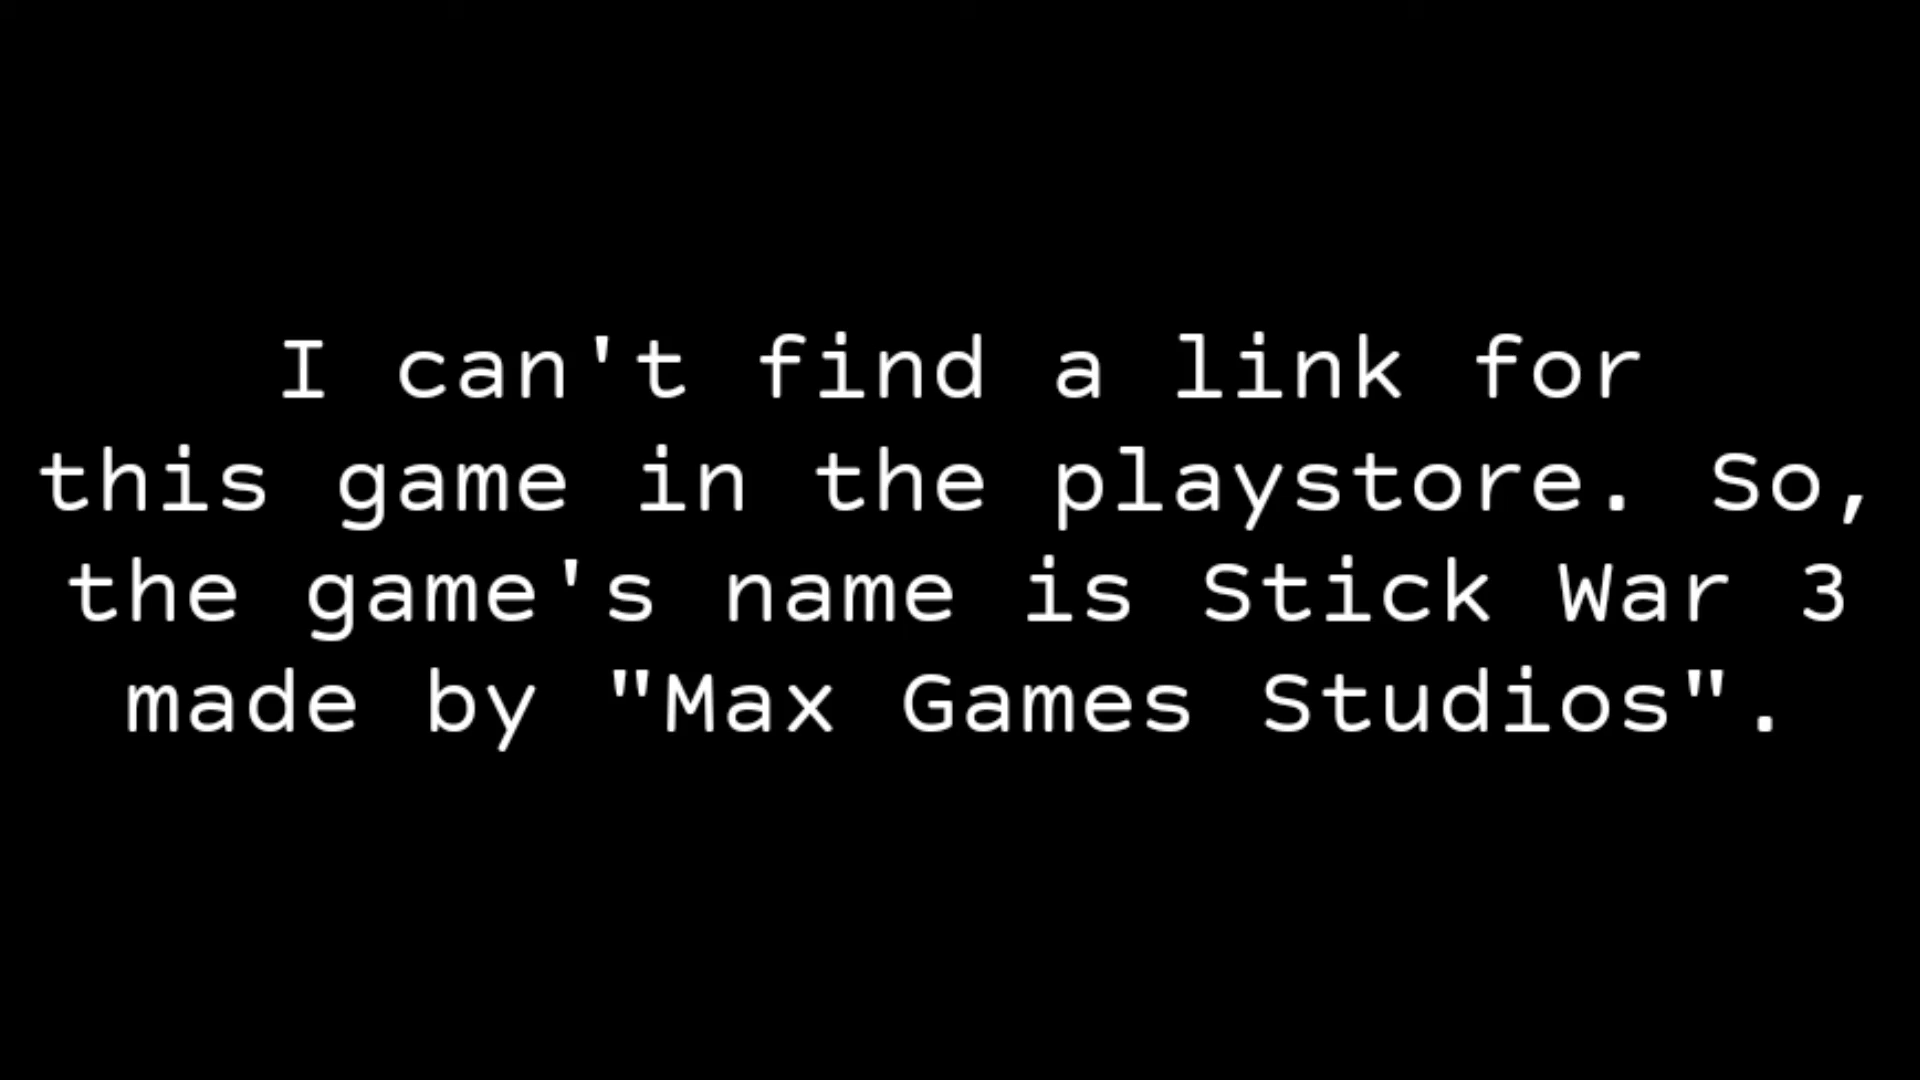 I can't find a link for
this game in the playstore. So,
the game's name is Stick War 3
made by "Max Games Studios".